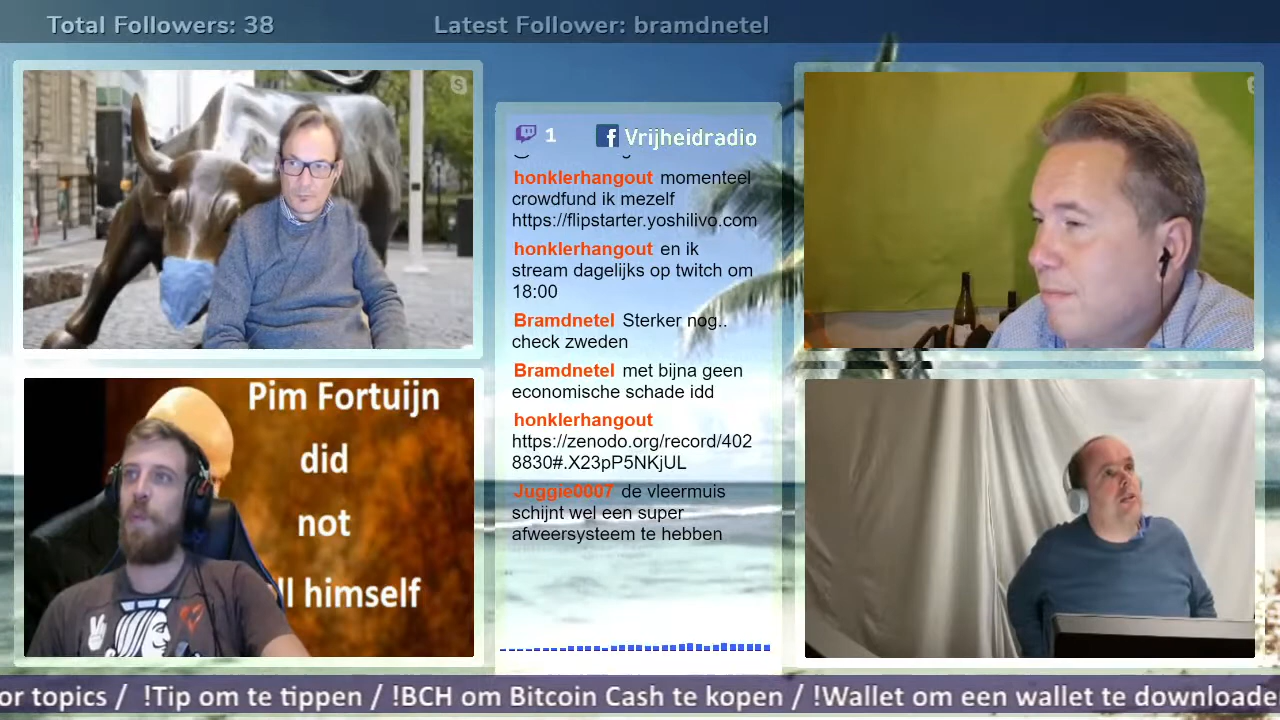 Total Followers: 38
Latest Follower: bramdnetel
1
Vrijheidradio
honklerhangout momenteel
crowdfund ik mezelf
https://flipstarter.yoshilivo.com
honklerhangout en ik
stream dagelijks op twitch om
18:00
Bramdnetel Sterker nog..
check zweden
Bramdnetel met bijna geen
economische schade idd
honklerhangout
https://zenodo.org/record/402
8830#.X23pP5NKjUL
Juggie0007 de vleermuis
schijnt wel een super
afweersysteem te hebben
Pim Fortuijn
did
not
ll himself
or topics / !Tip om te tippen / !BCH om Bitcoin Cash te kopen / !Wallet om een wallet te downloade